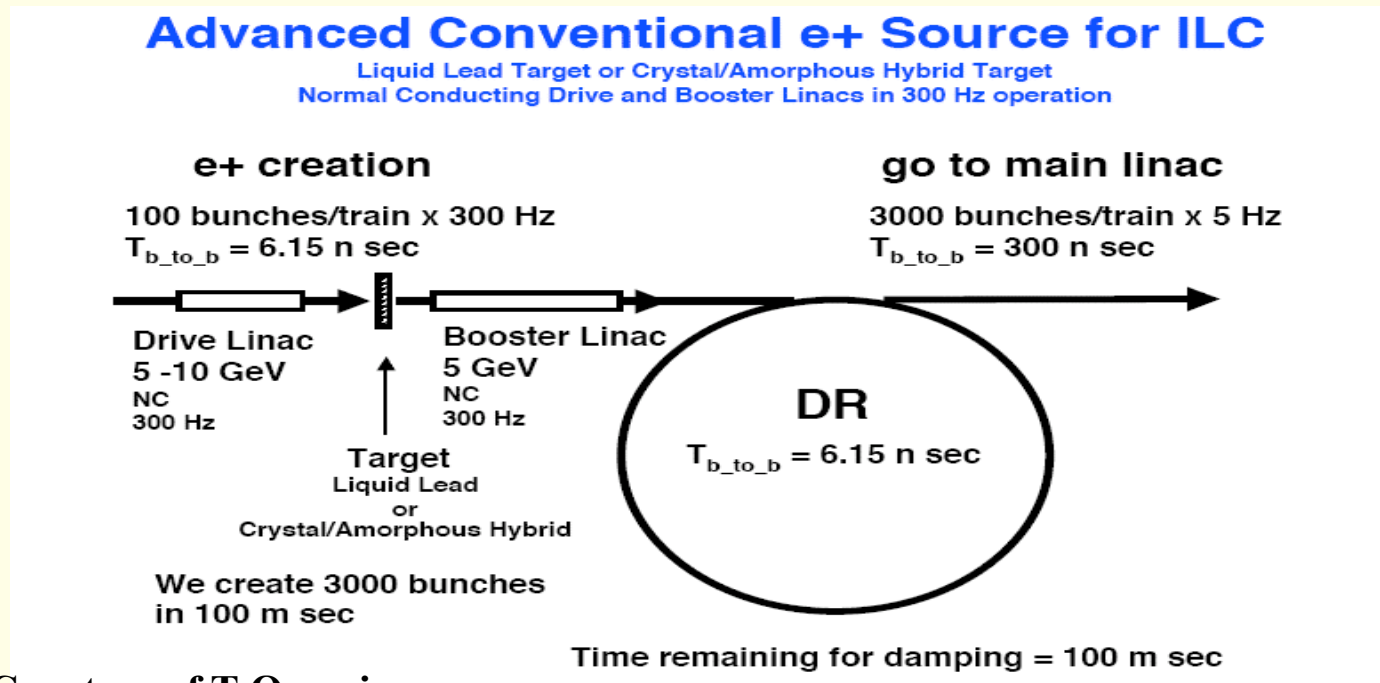 Advanced Conventional e+ Source for ILC
Liquid Lead Target or Crystal/Amorphous Hybrid Target
Normal Conducting Drive and Booster Linacs in 300 Hz operation
e+ creation
100 bunches/train x 300 Hz
T_b_to_b = 6.15 n sec
go to main linac
3000 bunches/train x 5 Hz
T_b_to_b = 300 n sec
Drive Linac
5 -10 GeV
NC
300 Hz
Booster Linac
5 GeV
NC
300 Hz
Target
Liquid Lead
or
Crystal/Amorphous Hybrid
DR
T_b_to_b = 6.15 n sec
We create 3000 bunches
in 100 m sec
Time remaining for damping = 100 m sec